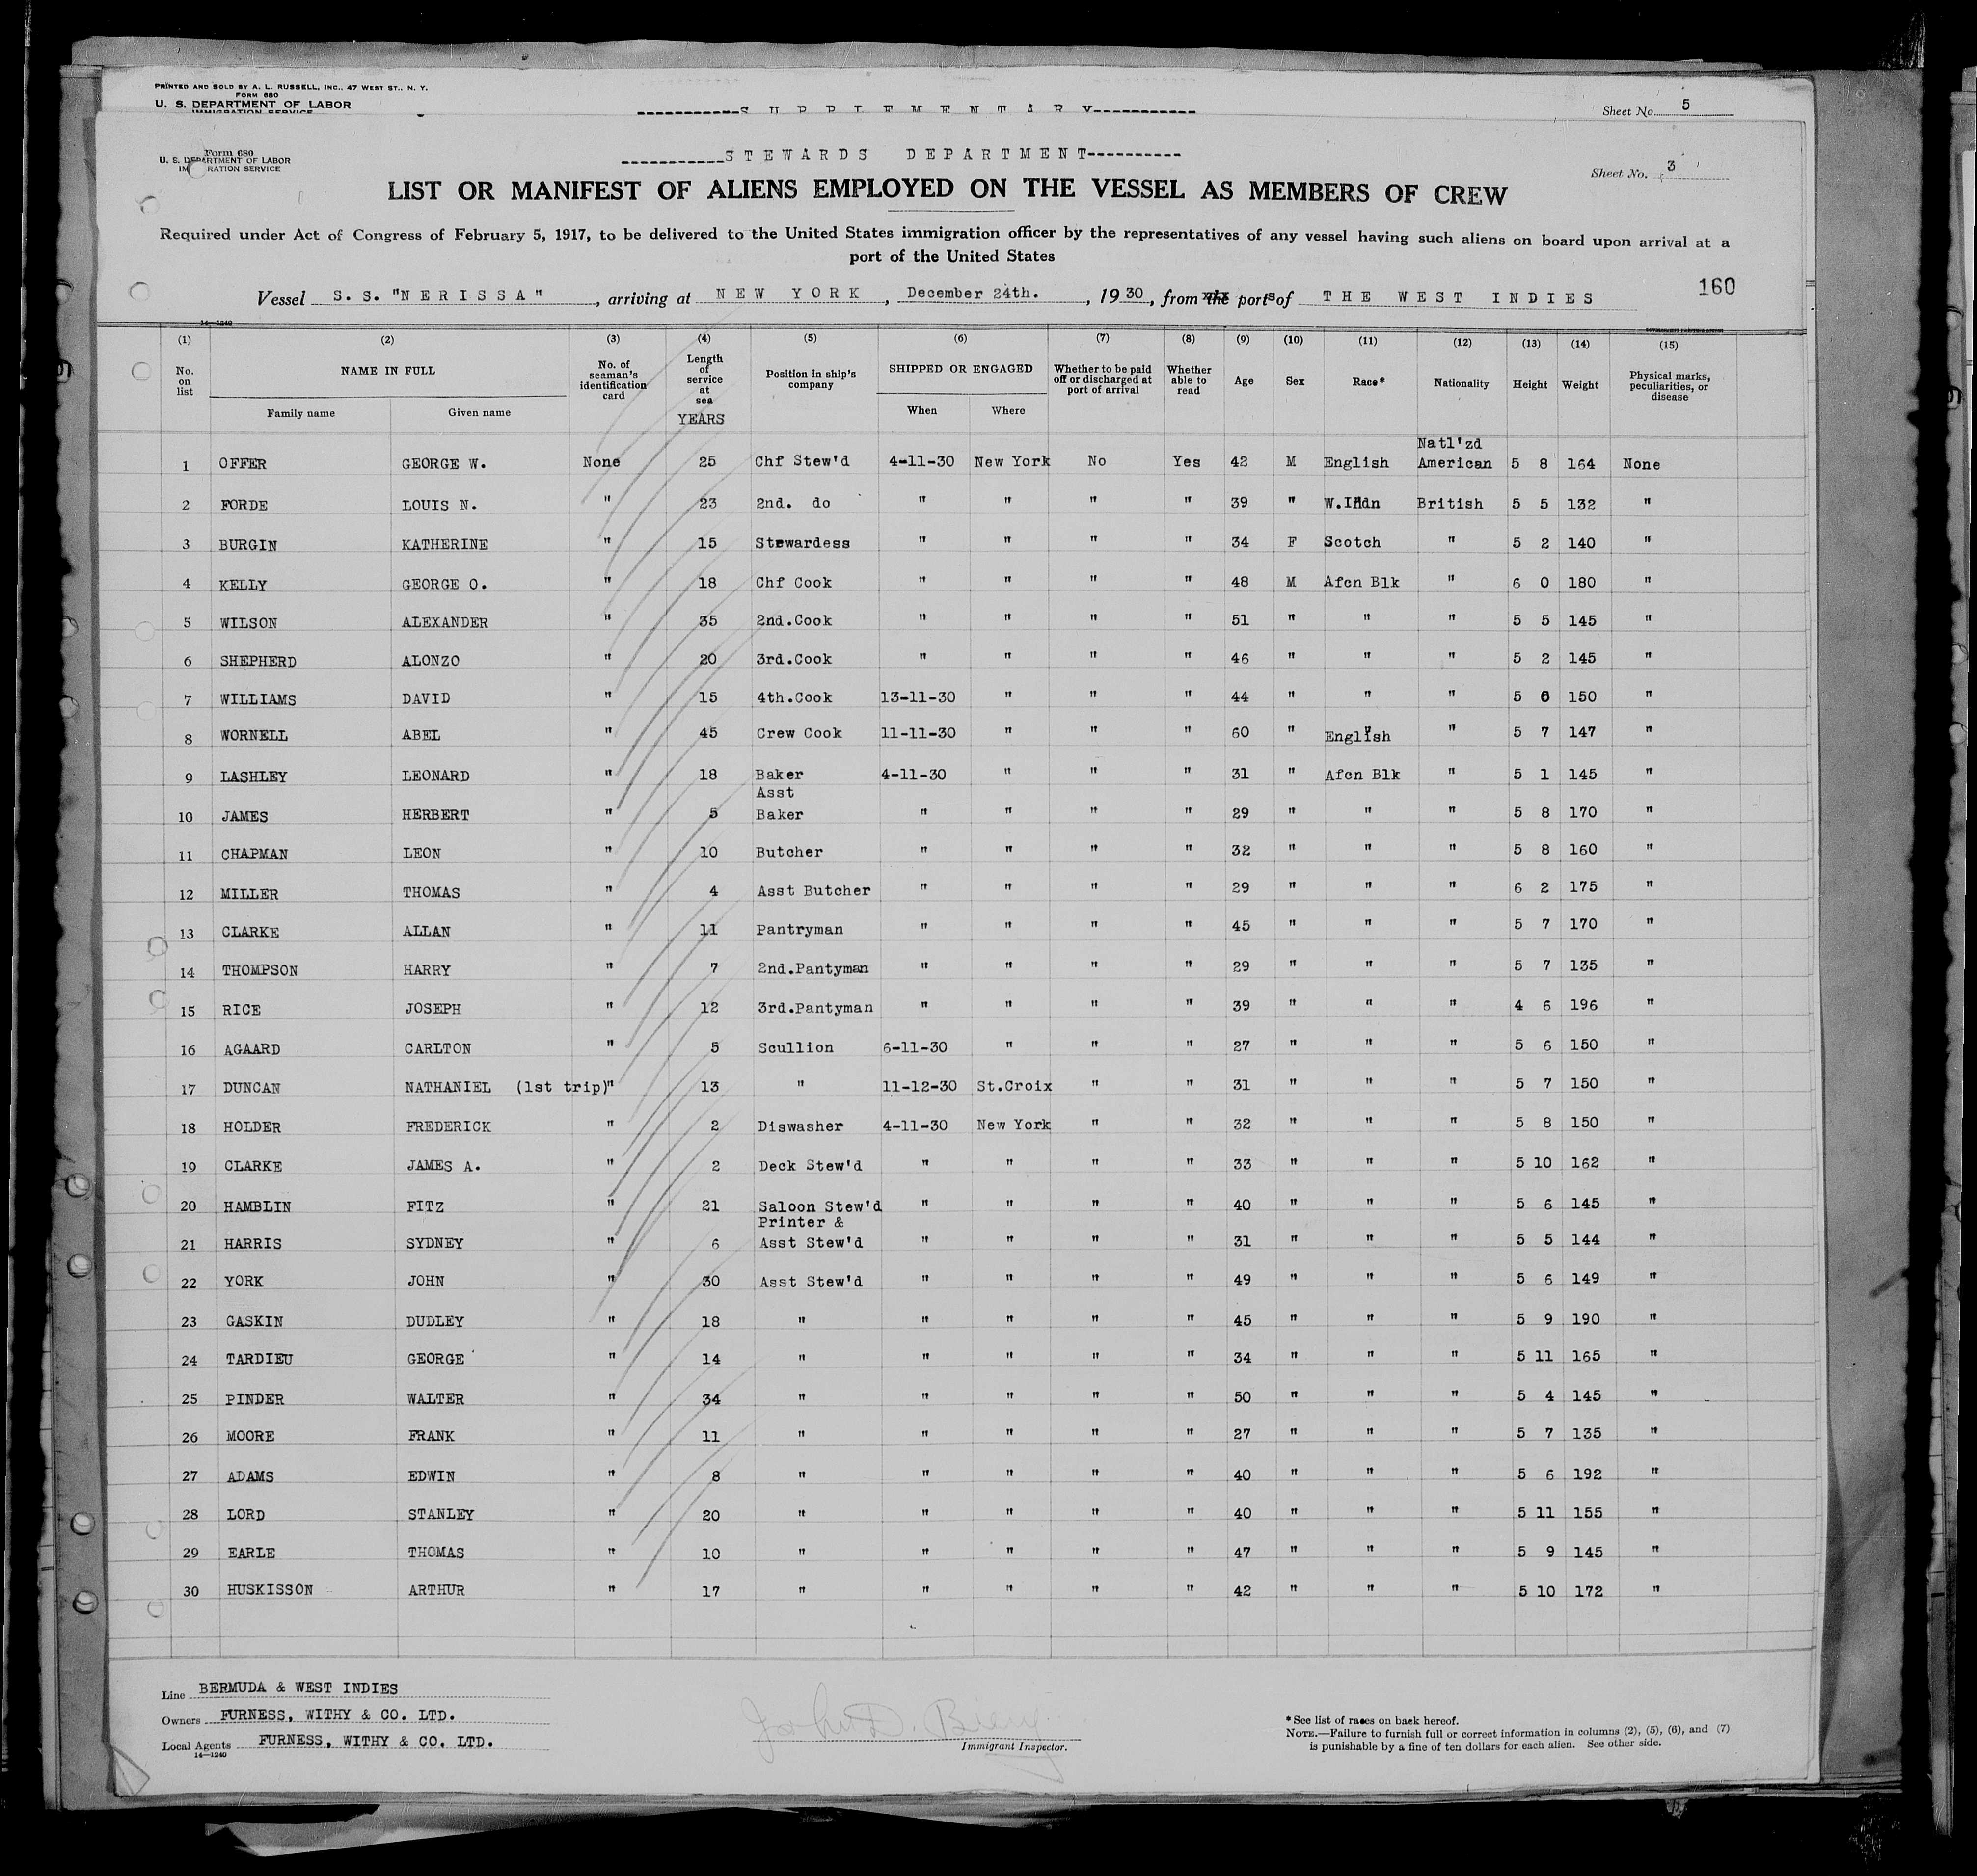 PRINTED AND SOLD BY A. L. RUSSELL, INC., 47 WEST ST., N. Y.
FORM 680
U. S. DEPARTMENT OF LABOR
IMMIGRATION SERVICE
-----------S U P P L E M E N T A R Y-----------
Sheet No. 5
Form 680
U. S. DEPARTMENT OF LABOR
IMMIGRATION SERVICE
-----------S T E W A R D S   D E P A R T M E N T----------
Sheet No. 3
LIST OR MANIFEST OF ALIENS EMPLOYED ON THE VESSEL AS MEMBERS OF CREW
Required under Act of Congress of February 5, 1917, to be delivered to the United States immigration officer by the representatives of any vessel having such aliens on board upon arrival at a
port of the United States
160
Vessel S. S. "N E R I S S A", arriving at N E W   Y O R K, December 24th., 1930, from the ports of T H E   W E S T   I N D I E S
14—1240 GOVERNMENT PRINTING OFFICE
(1) (2) (3) (4) (5) (6) (7) (8) (9) (10) (11) (12) (13) (14) (15)
No. on list NAME IN FULL No. of seaman's identification card Length of service at sea Position in ship's company SHIPPED OR ENGAGED Whether to be paid off or discharged at port of arrival Whether able to read Age Sex Race* Nationality Height Weight Physical marks, peculiarities, or disease
Family name Given name YEARS When Where
1 OFFER GEORGE W. None 25 Chf Stew'd 4-11-30 New York No Yes 42 M English Natl'zd American 5 8 164 None
2 FORDE LOUIS N. " 23 2nd. do " " " " 39 " W.Indn British 5 5 132 "
3 BURGIN KATHERINE " 15 Stewardess " " " " 34 F Scotch " 5 2 140 "
4 KELLY GEORGE O. " 18 Chf Cook " " " " 48 M Afcn Blk " 6 0 180 "
5 WILSON ALEXANDER " 35 2nd.Cook " " " " 51 " " " 5 5 145 "
6 SHEPHERD ALONZO " 20 3rd.Cook " " " " 46 " " " 5 2 145 "
7 WILLIAMS DAVID " 15 4th.Cook 13-11-30 " " " 44 " " " 5 6 150 "
8 WORNELL ABEL " 45 Crew Cook 11-11-30 " " " 60 " English " 5 7 147 "
9 LASHLEY LEONARD " 18 Baker 4-11-30 " " " 31 " Afcn Blk " 5 1 145 "
10 JAMES HERBERT " 5 Asst Baker " " " " 29 " " " 5 8 170 "
11 CHAPMAN LEON " 10 Butcher " " " " 32 " " " 5 8 160 "
12 MILLER THOMAS " 4 Asst Butcher " " " " 29 " " " 6 2 175 "
13 CLARKE ALLAN " 11 Pantryman " " " " 45 " " " 5 7 170 "
14 THOMPSON HARRY " 7 2nd.Pantyman " " " " 29 " " " 5 7 135 "
15 RICE JOSEPH " 12 3rd.Pantyman " " " " 39 " " " 4 6 196 "
16 AGAARD CARLTON " 5 Scullion 6-11-30 " " " 27 " " " 5 6 150 "
17 DUNCAN NATHANIEL (1st trip)" 13 " 11-12-30 St.Croix " " 31 " " " 5 7 150 "
18 HOLDER FREDERICK " 2 Diswasher 4-11-30 New York " " 32 " " " 5 8 150 "
19 CLARKE JAMES A. " 2 Deck Stew'd " " " " 33 " " " 5 10 162 "
20 HAMBLIN FITZ " 21 Saloon Stew'd " " " " 40 " " " 5 6 145 "
21 HARRIS SYDNEY " 6 Printer & Asst Stew'd " " " " 31 " " " 5 5 144 "
22 YORK JOHN " 30 Asst Stew'd " " " " 49 " " " 5 6 149 "
23 GASKIN DUDLEY " 18 " " " " " 45 " " " 5 9 190 "
24 TARDIEU GEORGE " 14 " " " " " 34 " " " 5 11 165 "
25 PINDER WALTER " 34 " " " " " 50 " " " 5 4 145 "
26 MOORE FRANK " 11 " " " " " 27 " " " 5 7 135 "
27 ADAMS EDWIN " 8 " " " " " 40 " " " 5 6 192 "
28 LORD STANLEY " 20 " " " " " 40 " " " 5 11 155 "
29 EARLE THOMAS " 10 " " " " " 47 " " " 5 9 145 "
30 HUSKISSON ARTHUR " 17 " " " " " 42 " " " 5 10 172 "
Line BERMUDA & WEST INDIES
Owners FURNESS, WITHY & CO. LTD.
Local Agents FURNESS, WITHY & CO. LTD.
14—1240
John D.
Immigrant Inspector.
*See list of races on back hereof.
NOTE.—Failure to furnish full or correct information in columns (2), (5), (6), and (7)
is punishable by a fine of ten dollars for each alien. See other side.